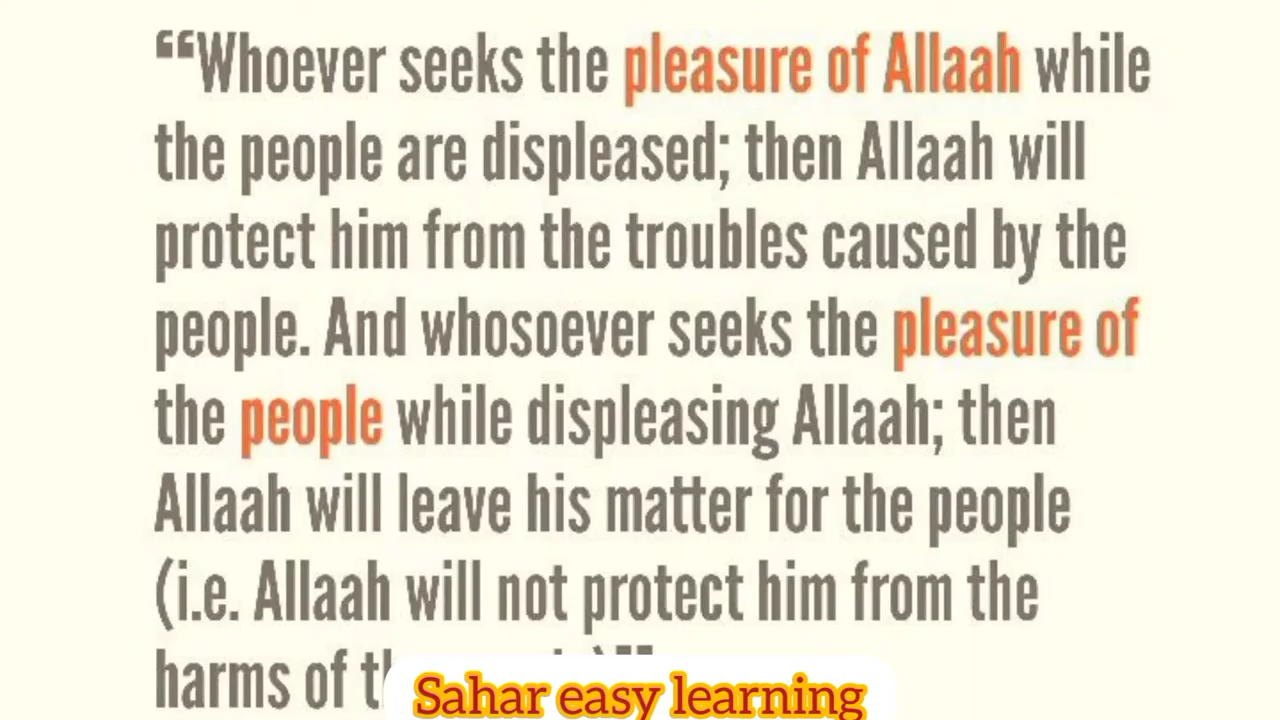 “Whoever seeks the pleasure of Allaah while
the people are displeased; then Allaah will
protect him from the troubles caused by the
people. And whosoever seeks the pleasure of
the people while displeasing Allaah; then
Allaah will leave his matter for the people
(i.e. Allaah will not protect him from the
harms of
Sahar easy learning